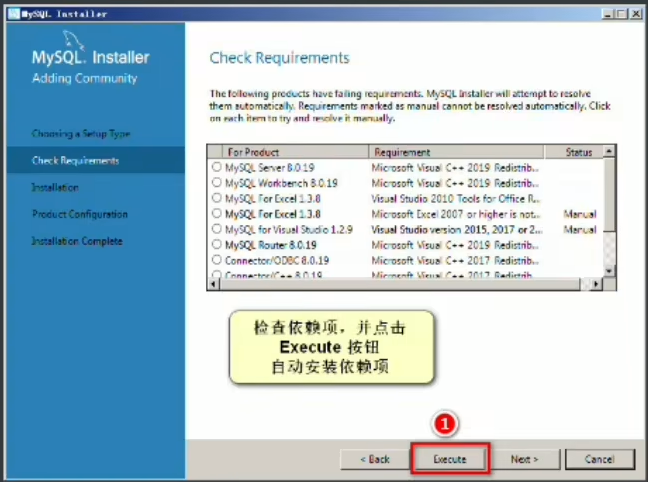 MySQL Installer
MySQL. Installer
Adding Community
Choosing a Setup Type
Check Requirements
Installation
Product Configuration
Installation Complete
Check Requirements
The following products have failing requirements. MySQL Installer will attempt to resolve
them automatically. Requirements marked as manual cannot be resolved automatically. Click
on each item to try and resolve it manually.
For Product Requirement Status
MySQL Server 8.0.19 Microsoft Visual C++ 2019 Redistrib...
MySQL Workbench 8.0.19 Microsoft Visual C++ 2019 Redistrib...
MySQL For Excel 1.3.8 Visual Studio 2010 Tools for Office R...
MySQL For Excel 1.3.8 Microsoft Excel 2007 or higher is not... Manual
MySQL for Visual Studio 1.2.9 Visual Studio version 2015, 2017 or 2... Manual
MySQL Router 8.0.19 Microsoft Visual C++ 2019 Redistrib...
Connector/ODBC 8.0.19 Microsoft Visual C++ 2017 Redistrib...
Connector/C++ 8.0.19 Microsoft Visual C++ 2017 Redistrib...
检查依赖项，并点击
Execute 按钮
自动安装依赖项
1
< Back Execute Next > Cancel